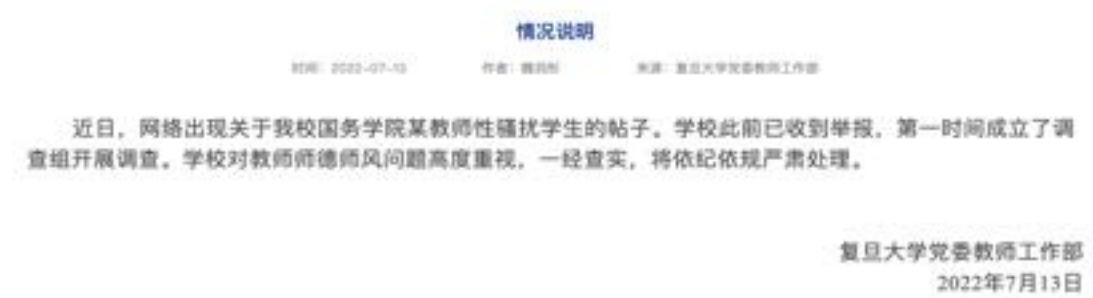 情况说明
时间：2022-07-13 作者： 来源：复旦大学党委教师工作部
近日，网络出现关于我校国务学院某教师性骚扰学生的帖子。学校此前已收到举报，第一时间成立了调
查组开展调查。学校对教师师德师风问题高度重视，一经查实，将依纪依规严肃处理。
复旦大学党委教师工作部
2022年7月13日